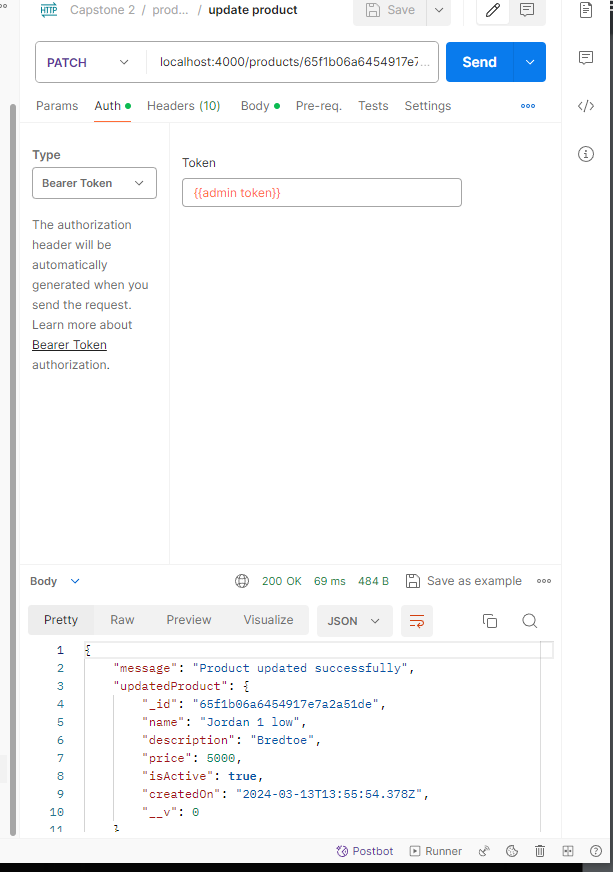 HTTP Capstone 2 / prod... / update product Save
PATCH localhost:4000/products/65f1b06a6454917e7... Send
Params Auth Headers (10) Body Pre-req. Tests Settings
Type
Bearer Token
The authorization
header will be
automatically
generated when you
send the request.
Learn more about
Bearer Token
authorization.
Token
{{admin token}}
Body 200 OK 69 ms 484 B Save as example
Pretty Raw Preview Visualize JSON
1 {
2 "message": "Product updated successfully",
3 "updatedProduct": {
4 "_id": "65f1b06a6454917e7a2a51de",
5 "name": "Jordan 1 low",
6 "description": "Bredtoe",
7 "price": 5000,
8 "isActive": true,
9 "createdOn": "2024-03-13T13:55:54.378Z",
10 "__v": 0
11 }
Postbot Runner